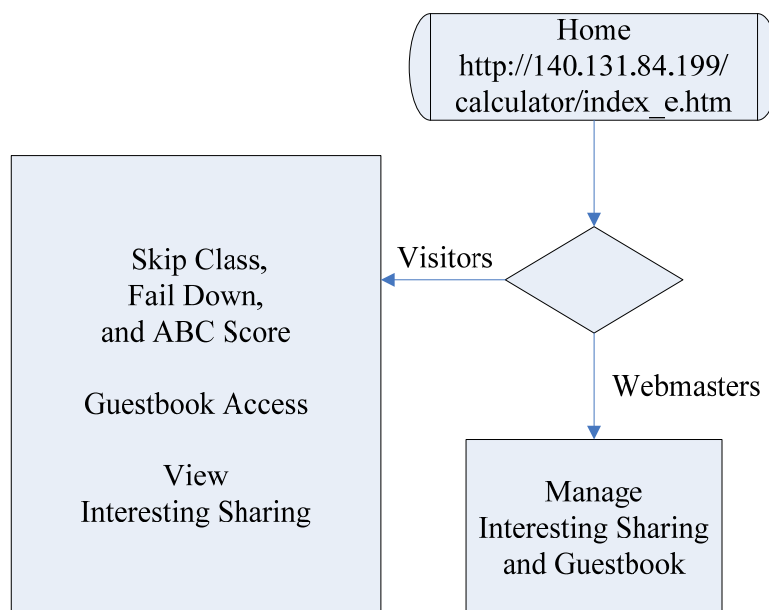 Home
http://140.131.84.199/
calculator/index_e.htm
Visitors
Skip Class,
Fail Down,
and ABC Score
Guestbook Access
View
Interesting Sharing
Webmasters
Manage
Interesting Sharing
and Guestbook